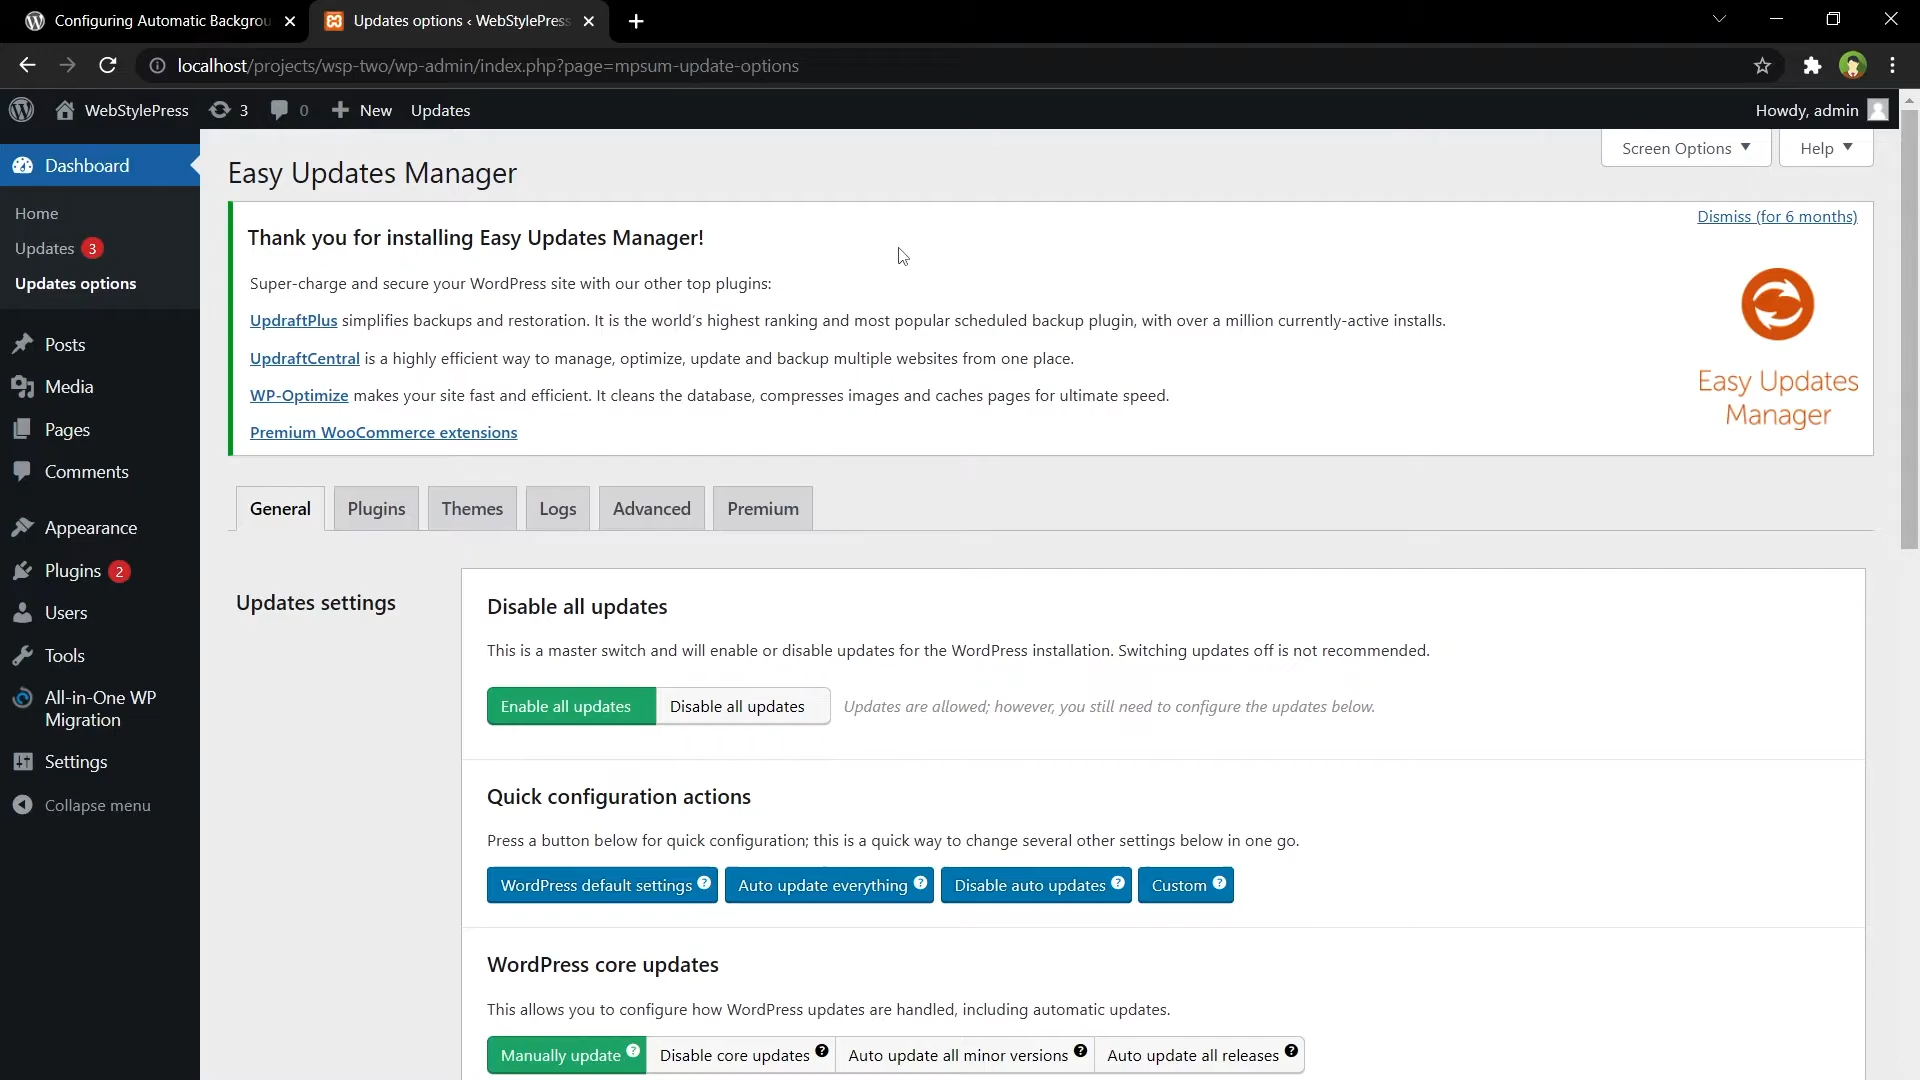 Configuring Automatic Backgrou
Updates options ‹ WebStylePress
localhost/projects/wsp-two/wp-admin/index.php?page=mpsum-update-options
WebStylePress
3
0
New
Updates
Howdy, admin
Dashboard
Home
Updates 3
Updates options
Posts
Media
Pages
Comments
Appearance
Plugins 2
Users
Tools
All-in-One WP
Migration
Settings
Collapse menu
Screen Options
Help
Easy Updates Manager
Dismiss (for 6 months)
Thank you for installing Easy Updates Manager!
Super-charge and secure your WordPress site with our other top plugins:
UpdraftPlus simplifies backups and restoration. It is the world's highest ranking and most popular scheduled backup plugin, with over a million currently-active installs.
UpdraftCentral is a highly efficient way to manage, optimize, update and backup multiple websites from one place.
WP-Optimize makes your site fast and efficient. It cleans the database, compresses images and caches pages for ultimate speed.
Premium WooCommerce extensions
Easy Updates
Manager
General
Plugins
Themes
Logs
Advanced
Premium
Updates settings
Disable all updates
This is a master switch and will enable or disable updates for the WordPress installation. Switching updates off is not recommended.
Enable all updates
Disable all updates
Updates are allowed; however, you still need to configure the updates below.
Quick configuration actions
Press a button below for quick configuration; this is a quick way to change several other settings below in one go.
WordPress default settings ?
Auto update everything ?
Disable auto updates ?
Custom ?
WordPress core updates
This allows you to configure how WordPress updates are handled, including automatic updates.
Manually update ?
Disable core updates ?
Auto update all minor versions ?
Auto update all releases ?